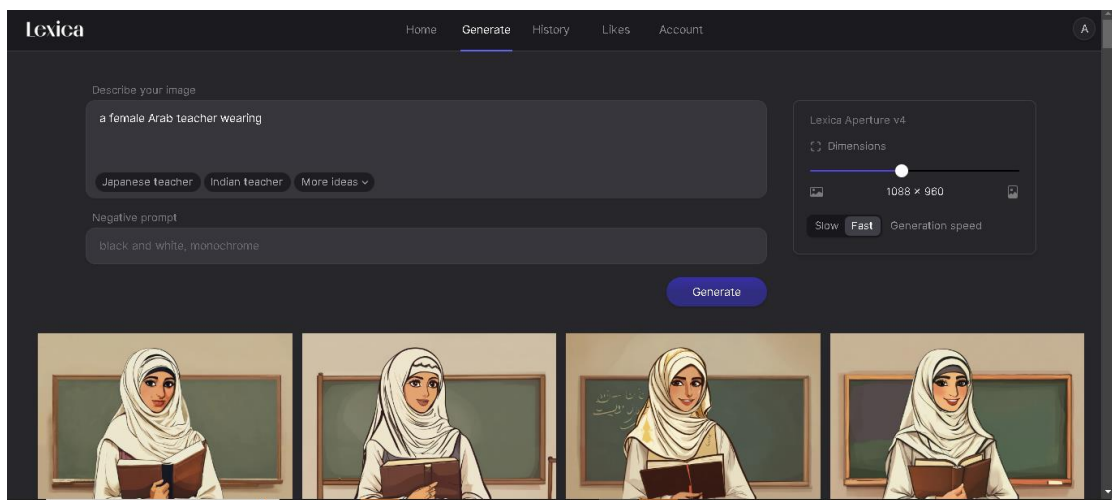 Lexica
Home Generate History Likes Account
A
Describe your image
a female Arab teacher wearing
Japanese teacher Indian teacher More ideas
Negative prompt
black and white, monochrome
Generate
Lexica Aperture v4
Dimensions
1088 × 960
Slow Fast Generation speed